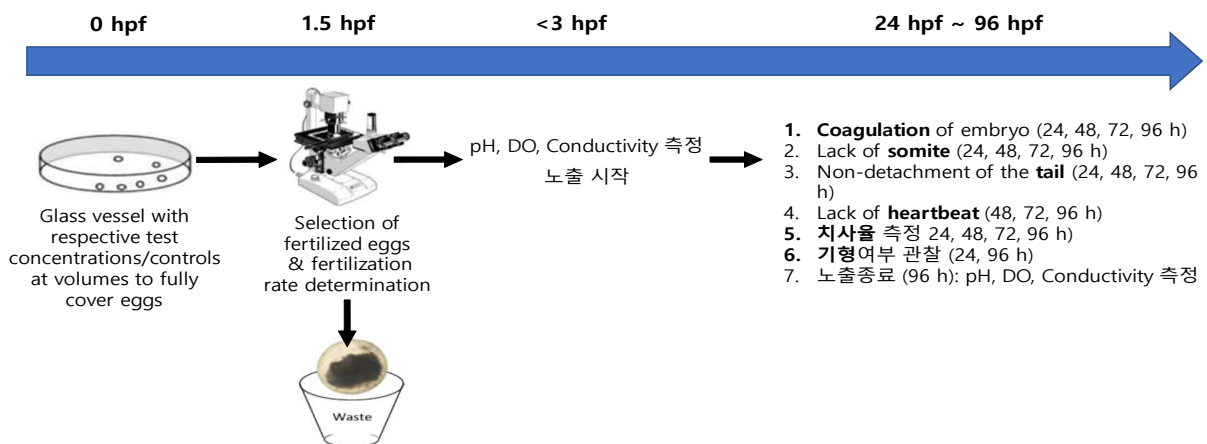 0 hpf
1.5 hpf
<3 hpf
24 hpf ~ 96 hpf
Glass vessel with
respective test
concentrations/controls
at volumes to fully
cover eggs
Selection of
fertilized eggs
& fertilization
rate determination
Waste
pH, DO, Conductivity 측정
노출 시작
1. Coagulation of embryo (24, 48, 72, 96 h)
2. Lack of somite (24, 48, 72, 96 h)
3. Non-detachment of the tail (24, 48, 72, 96
h)
4. Lack of heartbeat (48, 72, 96 h)
5. 치사율 측정 24, 48, 72, 96 h)
6. 기형여부 관찰 (24, 96 h)
7. 노출종료 (96 h): pH, DO, Conductivity 측정